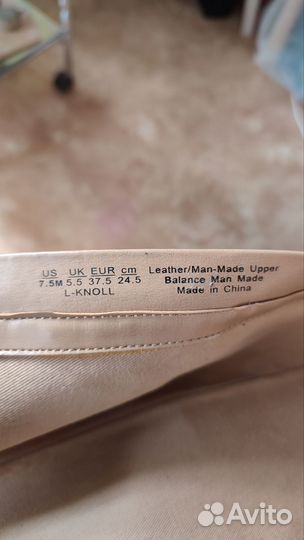 US UK EUR cm
7.5M 5.5 37.5 24.5
L-KNOLL
Leather/Man-Made Upper
Balance Man Made
Made in China
Avito